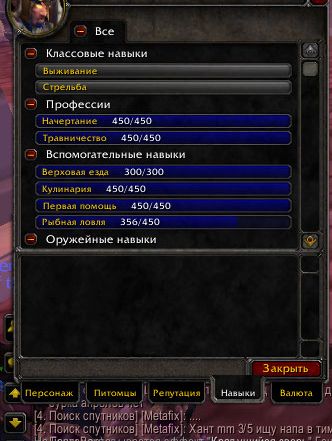 Все
Классовые навыки
Выживание
Стрельба
Профессии
Начертание 450/450
Травничество 450/450
Вспомогательные навыки
Верховая езда 300/300
Кулинария 450/450
Первая помощь 450/450
Рыбная ловля 356/450
Оружейные навыки
Закрыть
Персонаж Питомцы Репутация Навыки Валюта
[4. Поиск спутников] [Metafix]: ....
[4. Поиск спутников] [Metafix]: Хант mm 3/5 ищу напа в тим